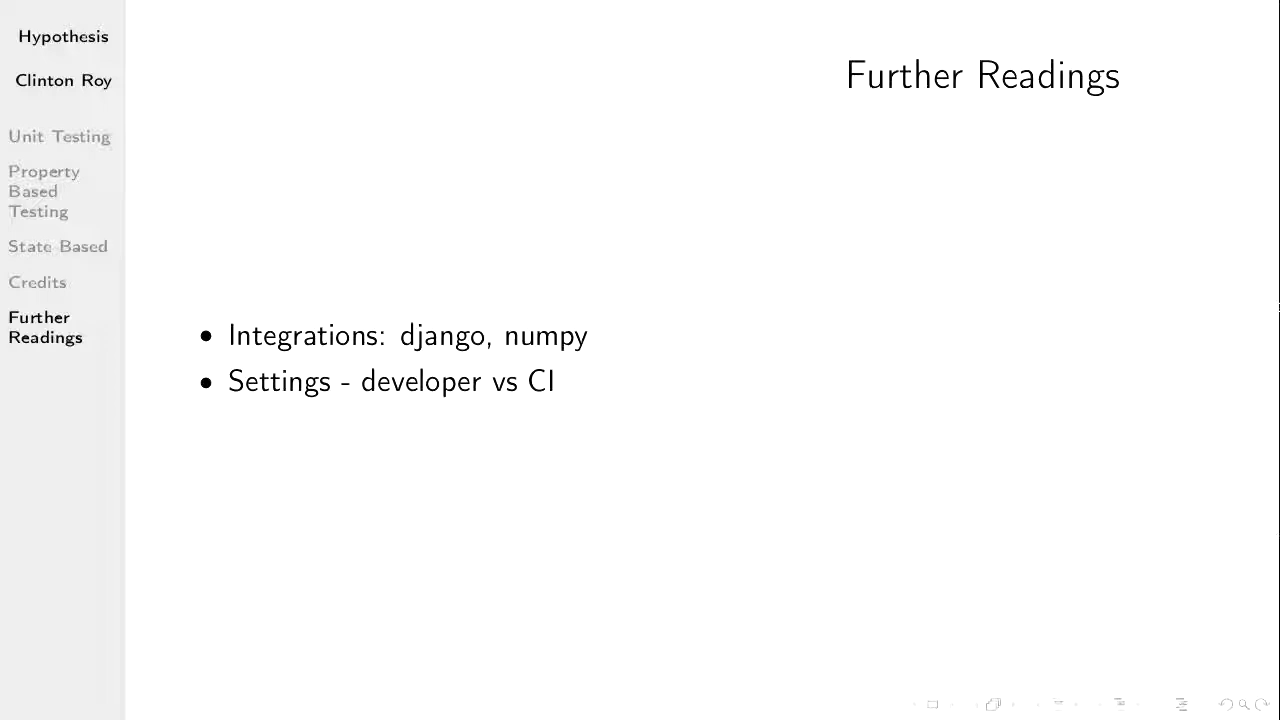 Hypothesis
Clinton Roy
Unit Testing
Property
Based
Testing
State Based
Credits
Further
Readings
Further Readings
• Integrations: django, numpy
• Settings - developer vs CI